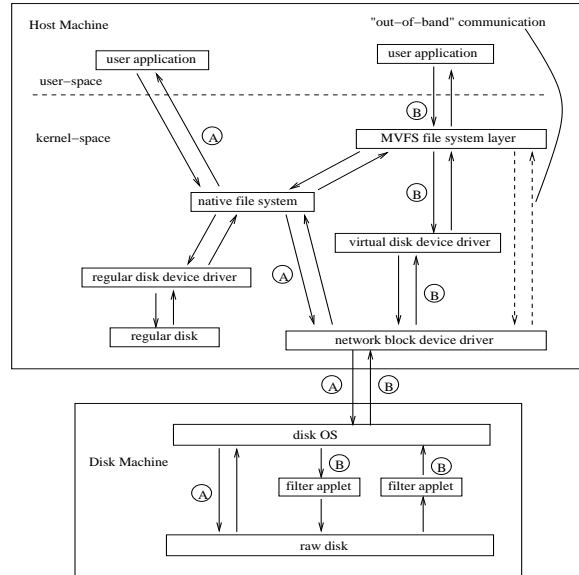 Host Machine
"out-of-band" communication
user application
user application
user-space
B
kernel-space
A
MVFS file system layer
B
native file system
virtual disk device driver
regular disk device driver
A
B
regular disk
network block device driver
A
B
disk OS
Disk Machine
B
B
A
filter applet
filter applet
raw disk